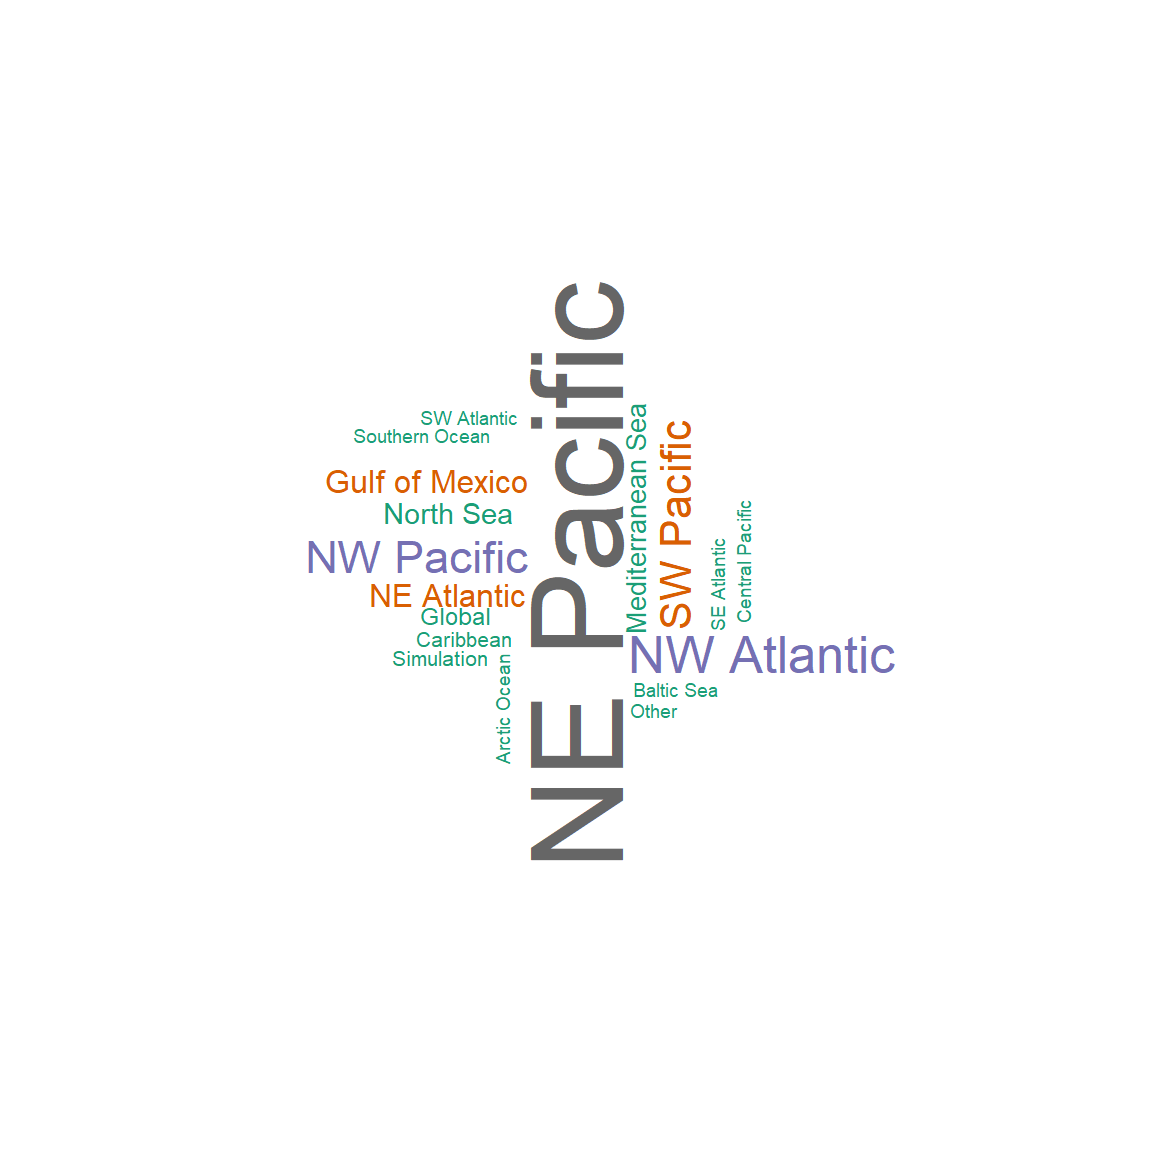 NE Pacific
SW Atlantic
Southern Ocean
Gulf of Mexico
North Sea
NW Pacific
NE Atlantic
Global
Caribbean
Simulation
Arctic Ocean
Mediterranean Sea
SW Pacific
SE Atlantic
Central Pacific
NW Atlantic
Baltic Sea
Other